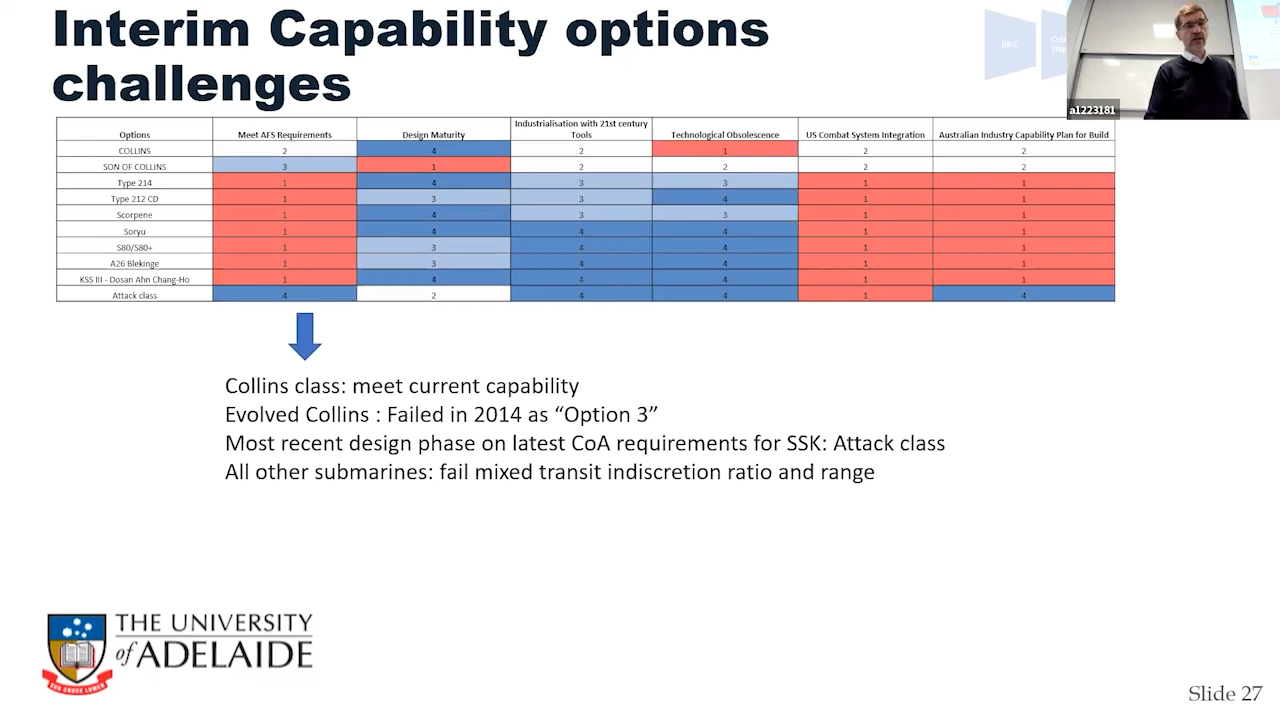 Interim Capability options
challenges
BIRC
a1223181
Options Meet AFS Requirements Design Maturity Industrialisation with 21st century Tools Technological Obsolescence US Combat System Integration Australian Industry Capability Plan for Build
COLLINS 2 4 2 1 2 2
SON OF COLLINS 3 1 2 2 2 2
Type 214 1 4 3 3 1 1
Type 212 CD 1 3 3 4 1 1
Scorpene 1 4 3 3 1 1
Soryu 1 4 4 4 1 1
S80/S80+ 1 3 4 4 1 1
A26 Blekinge 1 3 4 4 1 1
KSS III - Dosan Ahn Chang-Ho 1 4 4 4 1 1
Attack class 4 2 4 4 1 4
Collins class: meet current capability
Evolved Collins : Failed in 2014 as “Option 3”
Most recent design phase on latest CoA requirements for SSK: Attack class
All other submarines: fail mixed transit indiscretion ratio and range
THE UNIVERSITY
of ADELAIDE
SUB CRUCE LUMEN
Slide 27